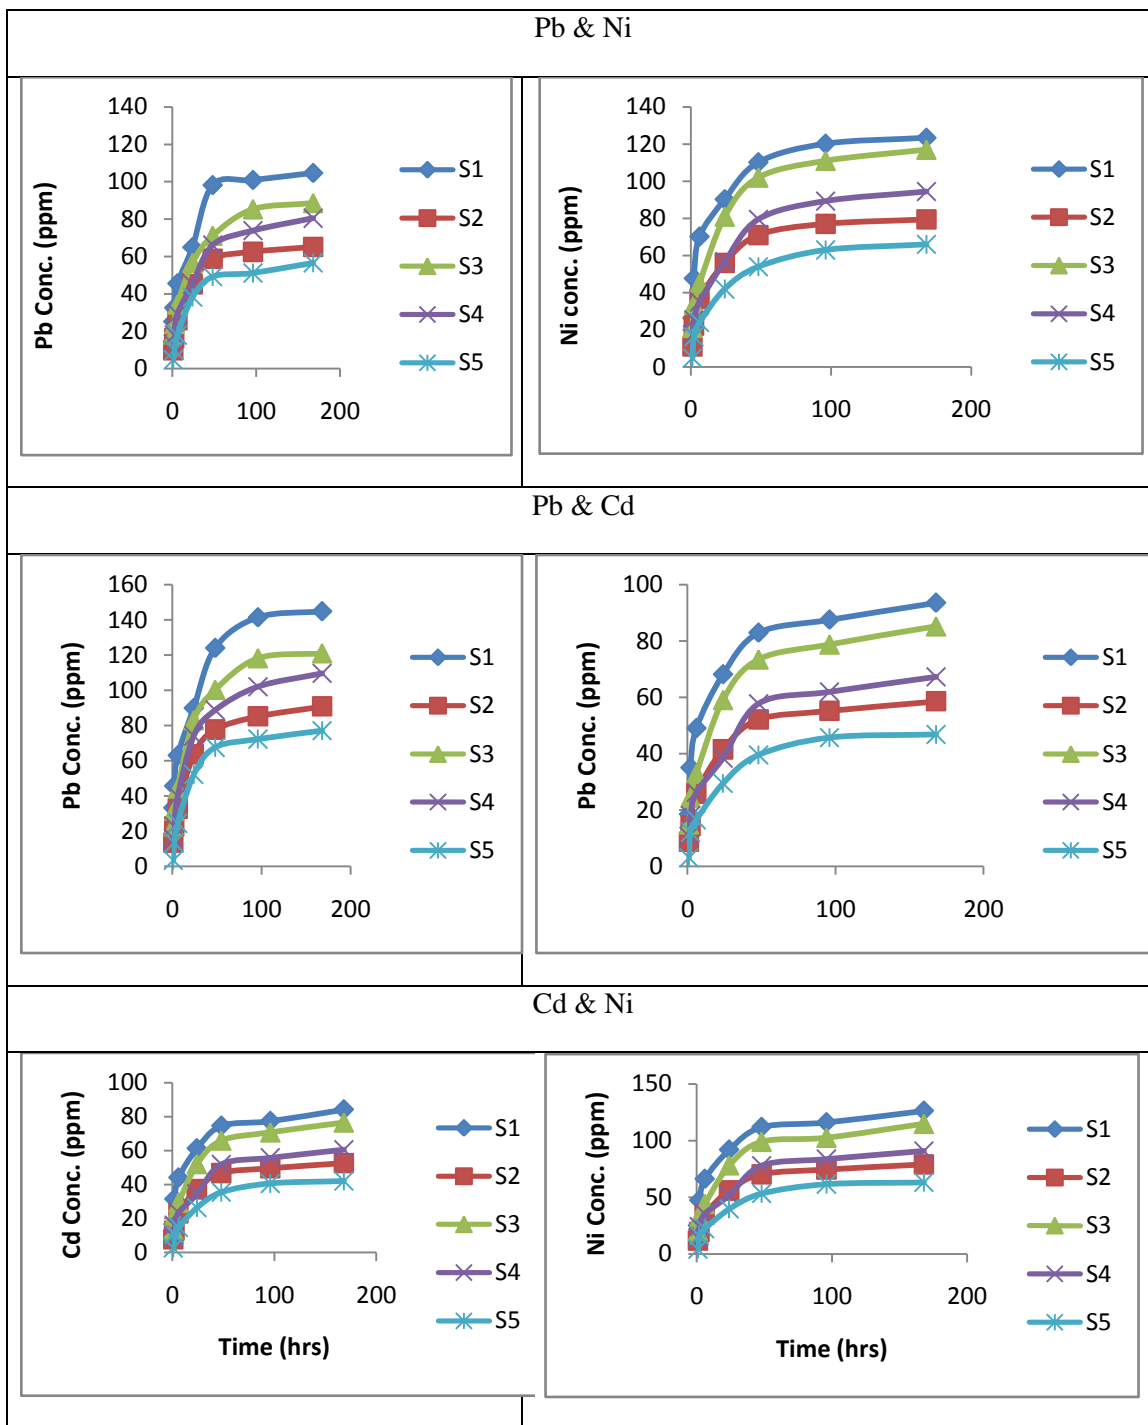 Pb & Ni
140
120
100
80
60
40
20
0
0 100 200
Pb Conc. (ppm)
S1
S2
S3
S4
S5
140
120
100
80
60
40
20
0
0 100 200
Ni conc. (ppm)
S1
S2
S3
S4
S5
Pb & Cd
160
140
120
100
80
60
40
20
0
0 100 200
Pb Conc. (ppm)
S1
S2
S3
S4
S5
100
80
60
40
20
0
0 100 200
Pb Conc. (ppm)
S1
S2
S3
S4
S5
Cd & Ni
100
80
60
40
20
0
0 100 200
Cd Conc. (ppm)
Time (hrs)
S1
S2
S3
S4
S5
150
100
50
0
0 100 200
Ni Conc. (ppm)
Time (hrs)
S1
S2
S3
S4
S5